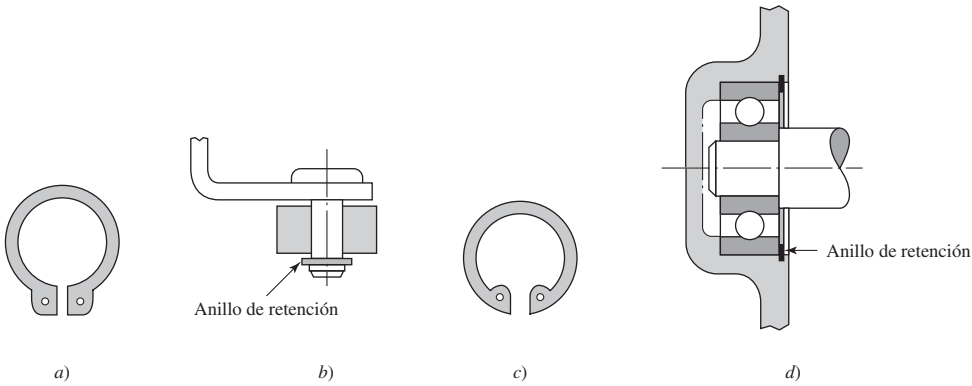 Anillo de retención
Anillo de retención
a)
b)
c)
d)